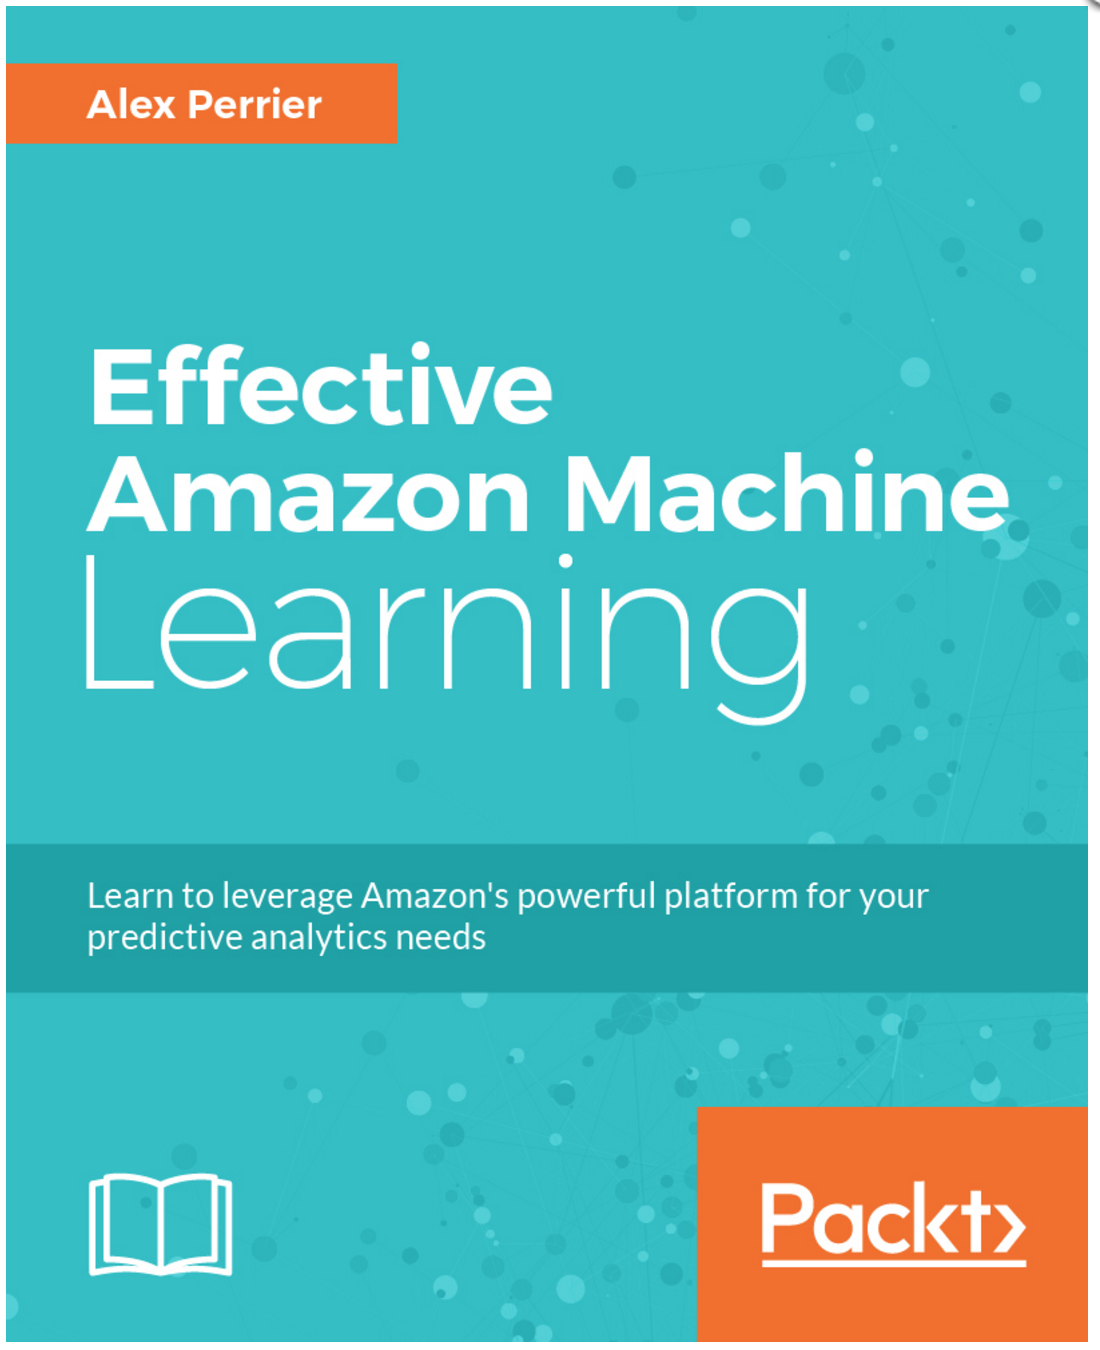 Alex Perrier
Effective
Amazon Machine
Learning
Learn to leverage Amazon's powerful platform for your
predictive analytics needs
Packt>